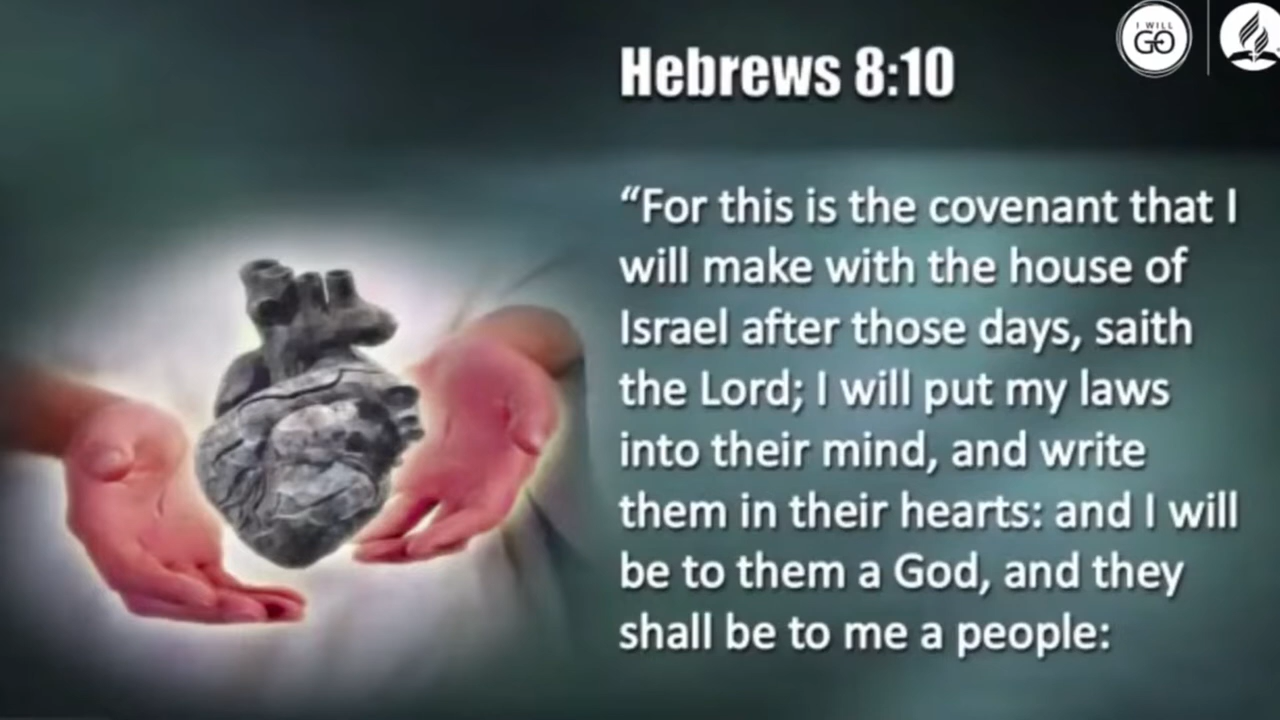 I WILL
GO
Hebrews 8:10
“For this is the covenant that I
will make with the house of
Israel after those days, saith
the Lord; I will put my laws
into their mind, and write
them in their hearts: and I will
be to them a God, and they
shall be to me a people: